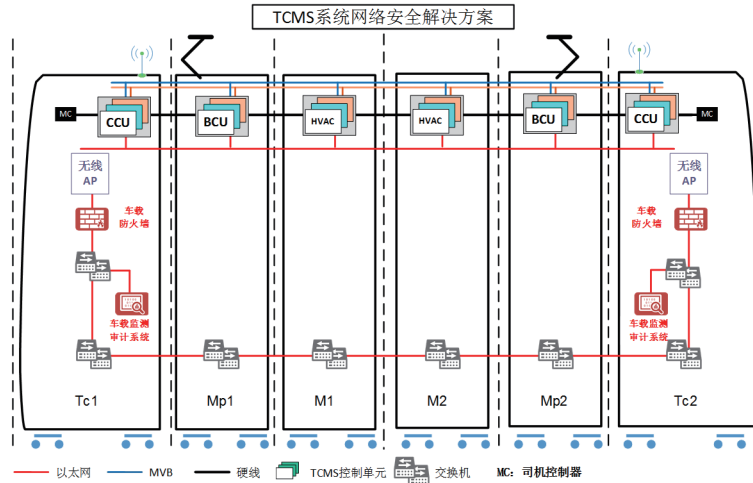 TCMS系统网络安全解决方案
MC
CCU
BCU
HVAC
HVAC
BCU
CCU
MC
无线
AP
无线
AP
车载
防火墙
车载
防火墙
车载监测
审计系统
车载监测
审计系统
Tc1
Mp1
M1
M2
Mp2
Tc2
以太网
MVB
硬线
TCMS控制单元
交换机
MC：司机控制器